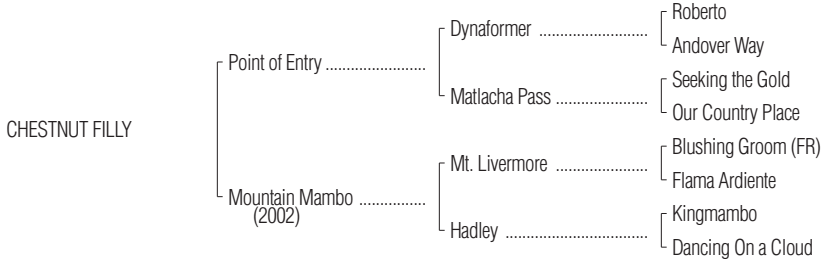 Roberto
Dynaformer ..........................
Andover Way
Point of Entry ........................
Seeking the Gold
Matlacha Pass ......................
Our Country Place
CHESTNUT FILLY
Blushing Groom (FR)
Mt. Livermore ......................
Flama Ardiente
Mountain Mambo ................
(2002)
Kingmambo
Hadley ..................................
Dancing On a Cloud